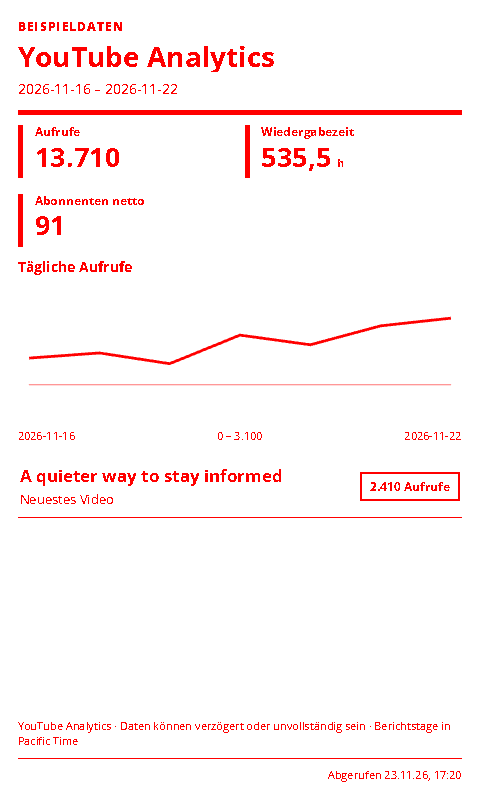 BEISPIELDATEN
YouTube Analytics
2026-11-16 – 2026-11-22
Aufrufe
13.710
Wiedergabezeit
535,5 h
Abonnenten netto
91
Tägliche Aufrufe
2026-11-16
0 – 3.100
2026-11-22
A quieter way to stay informed
Neuestes Video
2.410 Aufrufe
YouTube Analytics · Daten können verzögert oder unvollständig sein · Berichtstage in
Pacific Time
Abgerufen 23.11.26, 17:20